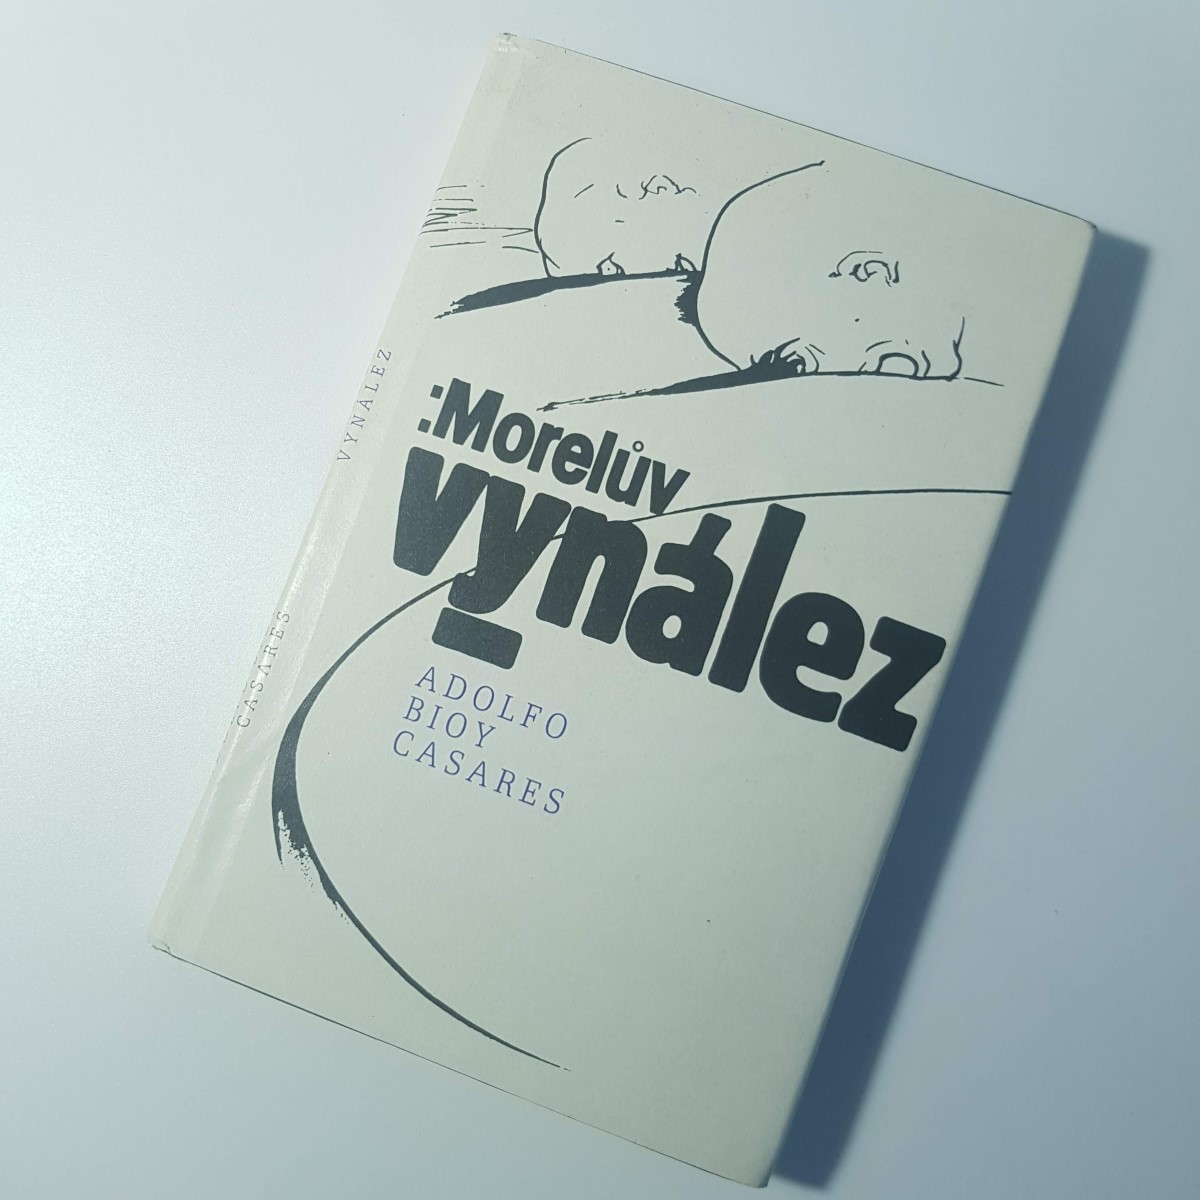 :Morelův
vynález
ADOLFO
BIOY
CASARES
CASARES
VYNÁLEZ